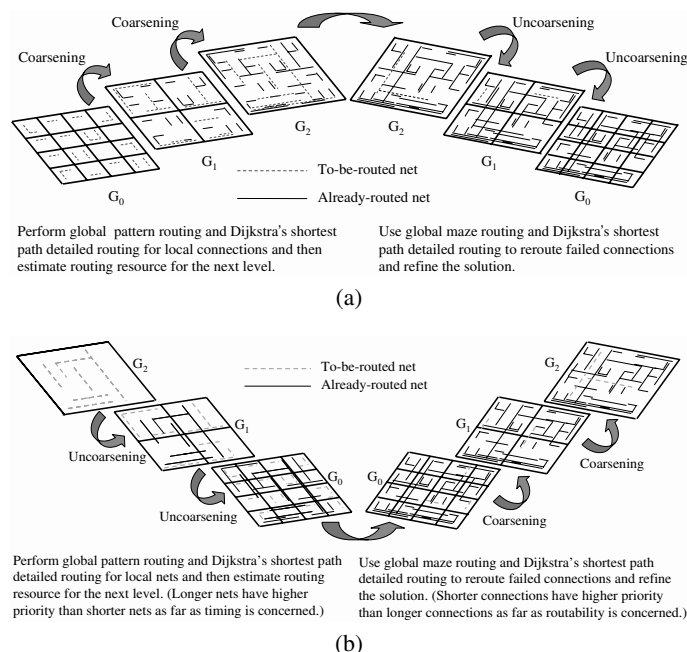 Coarsening
Uncoarsening
Coarsening
Uncoarsening
G2
G2
G1
G1
To-be-routed net
G0
Already-routed net
G0
Perform global pattern routing and Dijkstra's shortest
path detailed routing for local connections and then
estimate routing resource for the next level.
Use global maze routing and Dijkstra's shortest
path detailed routing to reroute failed connections
and refine the solution.
(a)
G2
To-be-routed net
Already-routed net
G2
G1
Uncoarsening
G1
Coarsening
G0
G0
Uncoarsening
Coarsening
Perform global pattern routing and Dijkstra's shortest path
detailed routing for local nets and then estimate routing
resource for the next level. (Longer nets have higher
priority than shorter nets as far as timing is concerned.)
Use global maze routing and Dijkstra's shortest path
detailed routing to reroute failed connections and refine
the solution. (Shorter connections have higher priority
than longer connections as far as routability is concerned.)
(b)